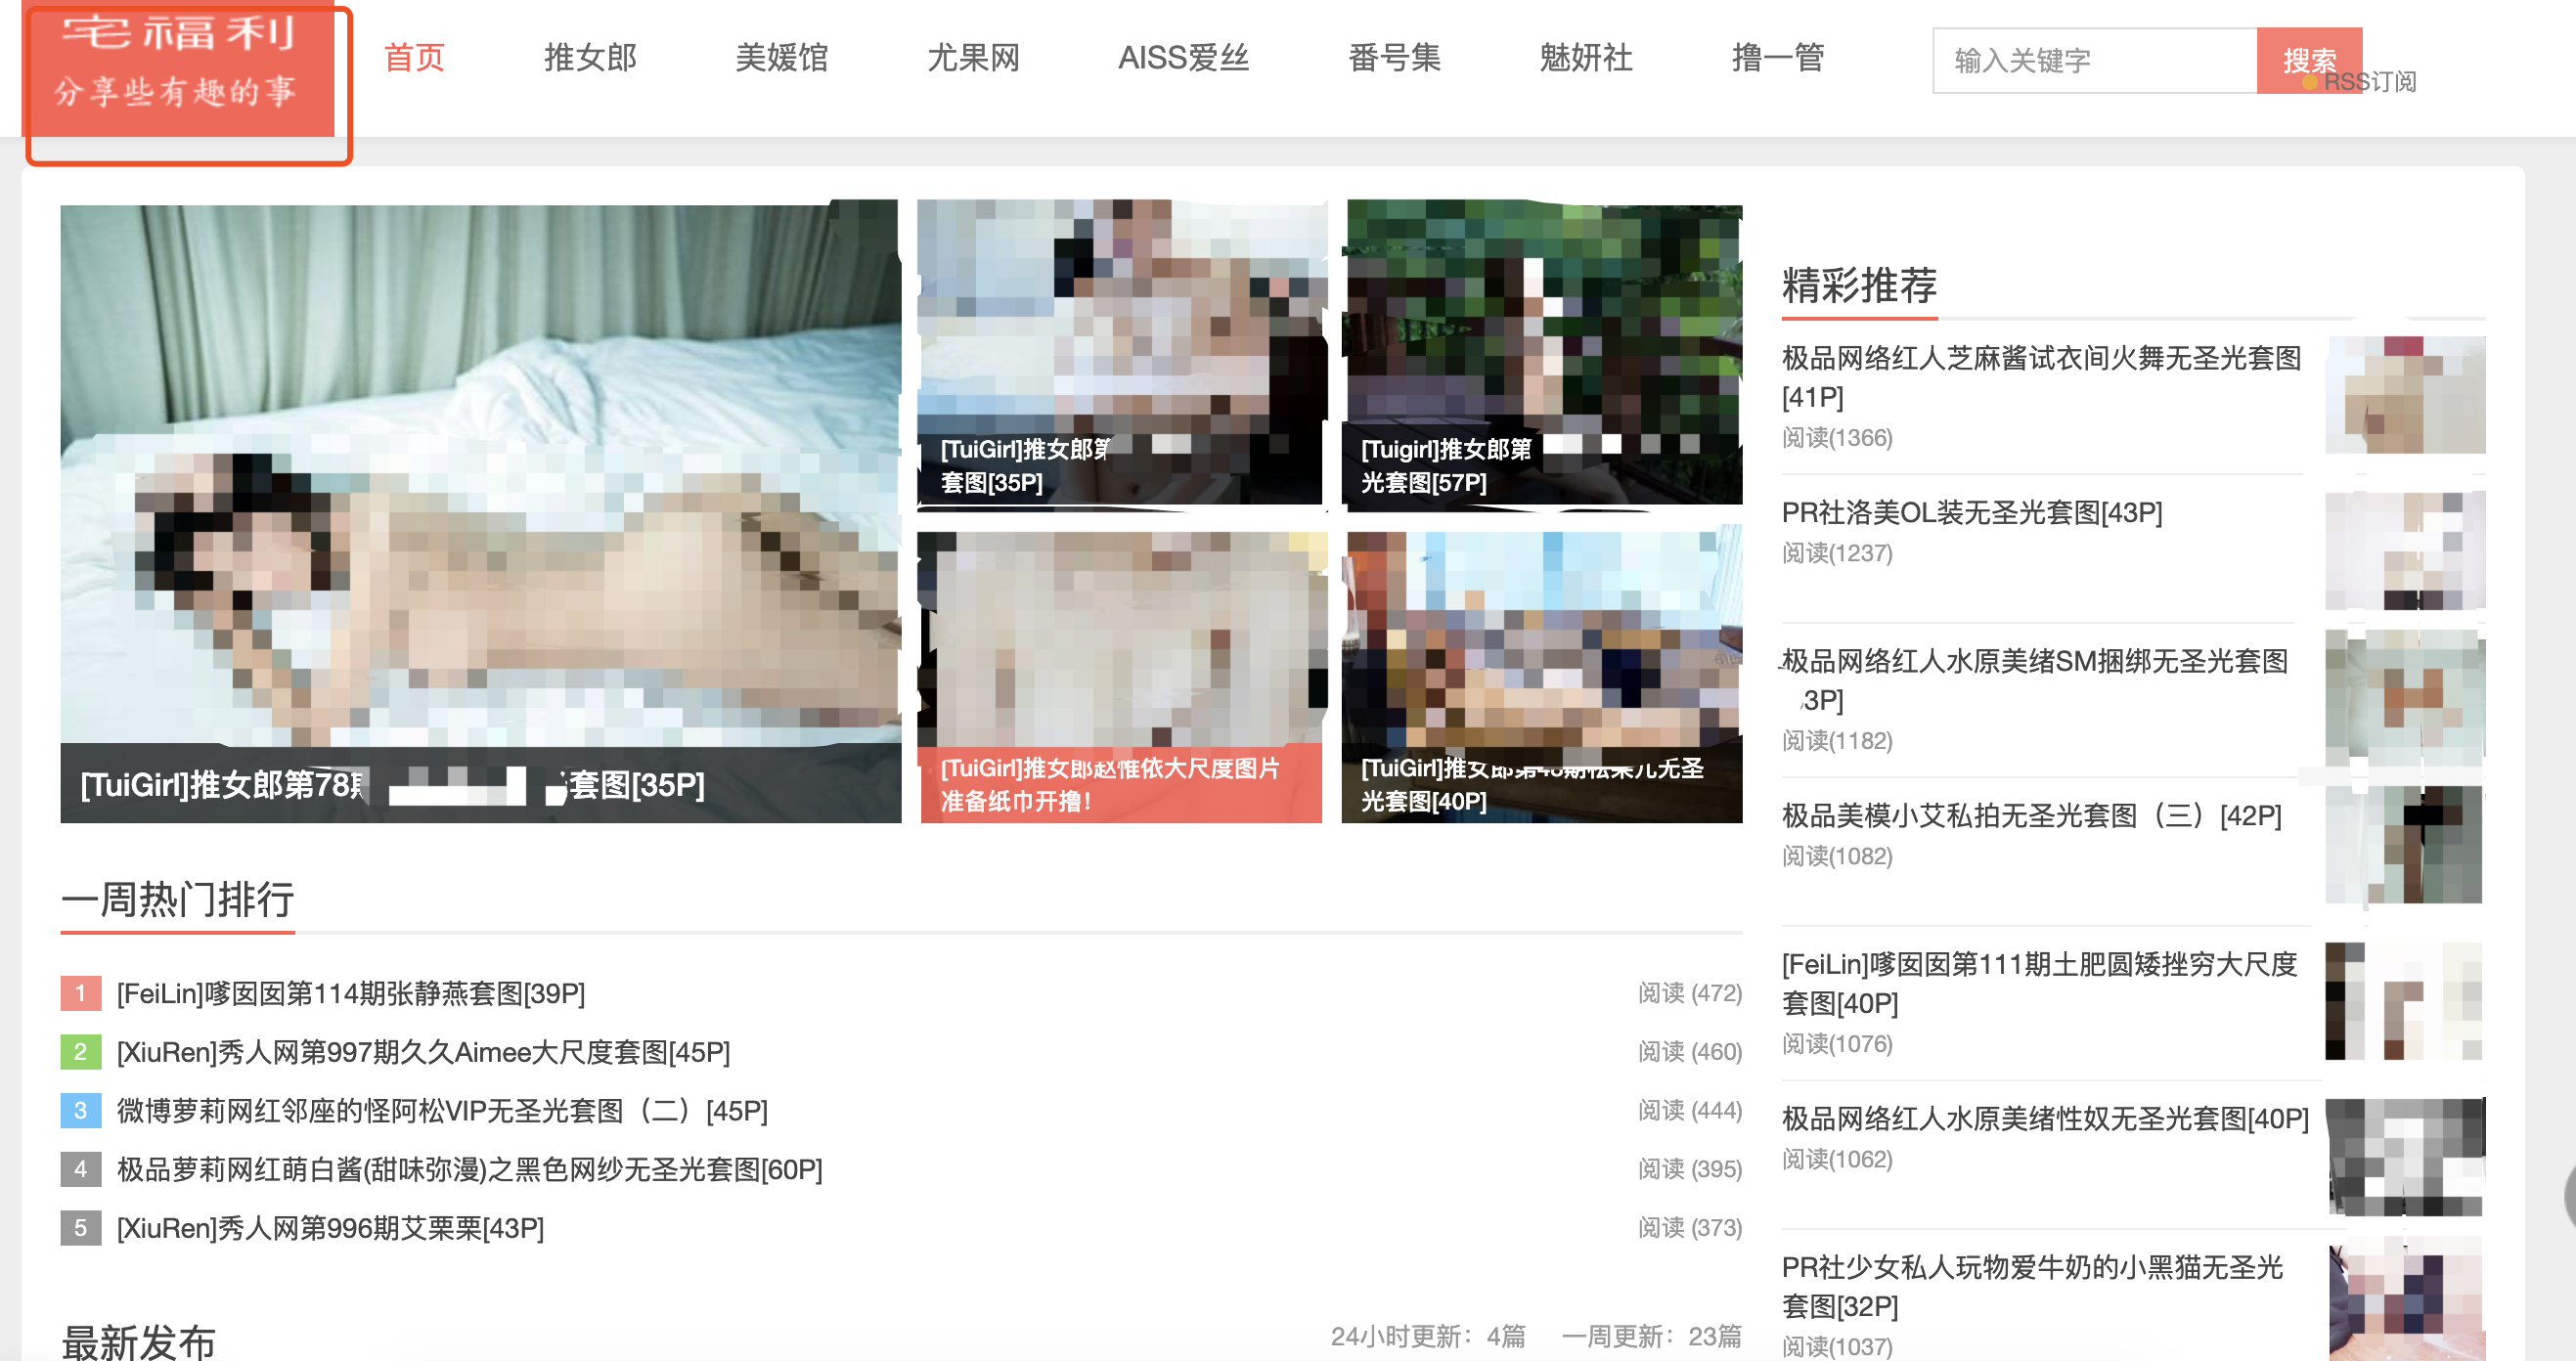 宅福利
分享些有趣的事
首页 推女郎 美媛馆 尤果网 AISS爱丝 番号集 魅妍社 撸一管 输入关键字 搜索
RSS订阅
[TuiGirl]推女郎第
套图[35P]
[Tuigirl]推女郎第
光套图[57P]
[TuiGirl]推女郎第78期 套图[35P]
[TuiGirl]推女郎赵惟依大尺度图片
准备纸巾开撸!
[TuiGirl]推女郎第48期松果儿无圣
光套图[40P]
一周热门排行
1 [FeiLin]嗲囡囡第114期张静燕套图[39P] 阅读 (472)
2 [XiuRen]秀人网第997期久久Aimee大尺度套图[45P] 阅读 (460)
3 微博萝莉网红邻座的怪阿松VIP无圣光套图（二）[45P] 阅读 (444)
4 极品萝莉网红萌白酱(甜味弥漫)之黑色网纱无圣光套图[60P] 阅读 (395)
5 [XiuRen]秀人网第996期艾栗栗[43P] 阅读 (373)
最新发布 24小时更新：4篇 一周更新：23篇
精彩推荐
极品网络红人芝麻酱试衣间火舞无圣光套图
[41P]
阅读(1366)
PR社洛美OL装无圣光套图[43P]
阅读(1237)
极品网络红人水原美绪SM捆绑无圣光套图
3P]
阅读(1182)
极品美模小艾私拍无圣光套图（三）[42P]
阅读(1082)
[FeiLin]嗲囡囡第111期土肥圆矮挫穷大尺度
套图[40P]
阅读(1076)
极品网络红人水原美绪性奴无圣光套图[40P]
阅读(1062)
PR社少女私人玩物爱牛奶的小黑猫无圣光
套图[32P]
阅读(1037)